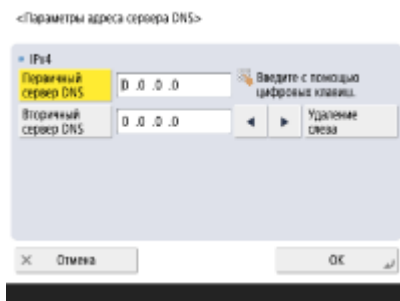 <Параметры адреса сервера DNS>
IPv4
Первичный
сервер DNS
0 .0 .0 .0
Введите с помощью
цифровых клавиш.
Вторичный
сервер DNS
0 .0 .0 .0
Удаление
слева
Отмена
OK